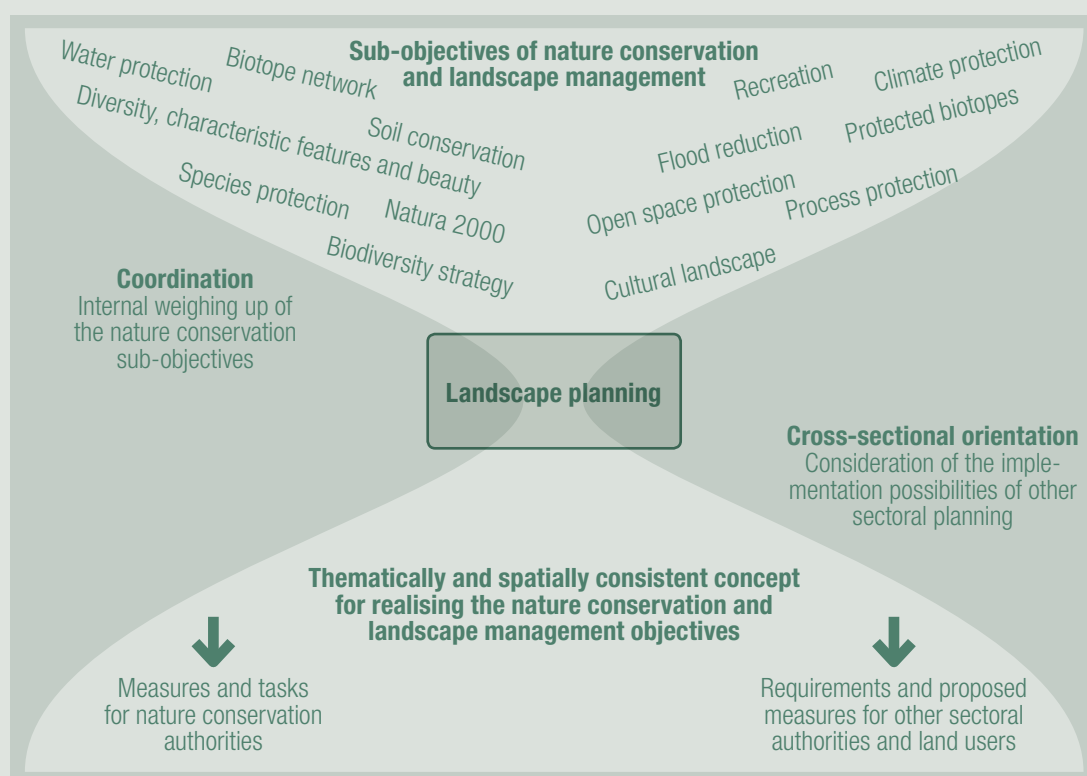 Sub-objectives of nature conservation
and landscape management
Water protection
Biotope network
Recreation
Climate protection
Diversity, characteristic features and beauty
Soil conservation
Flood reduction
Protected biotopes
Species protection
Natura 2000
Open space protection
Process protection
Biodiversity strategy
Cultural landscape
Coordination
Internal weighing up of
the nature conservation
sub-objectives
Landscape planning
Cross-sectional orientation
Consideration of the imple-
mentation possibilities of other
sectoral planning
Thematically and spatially consistent concept
for realising the nature conservation and
landscape management objectives
Measures and tasks
for nature conservation
authorities
Requirements and proposed
measures for other sectoral
authorities and land users